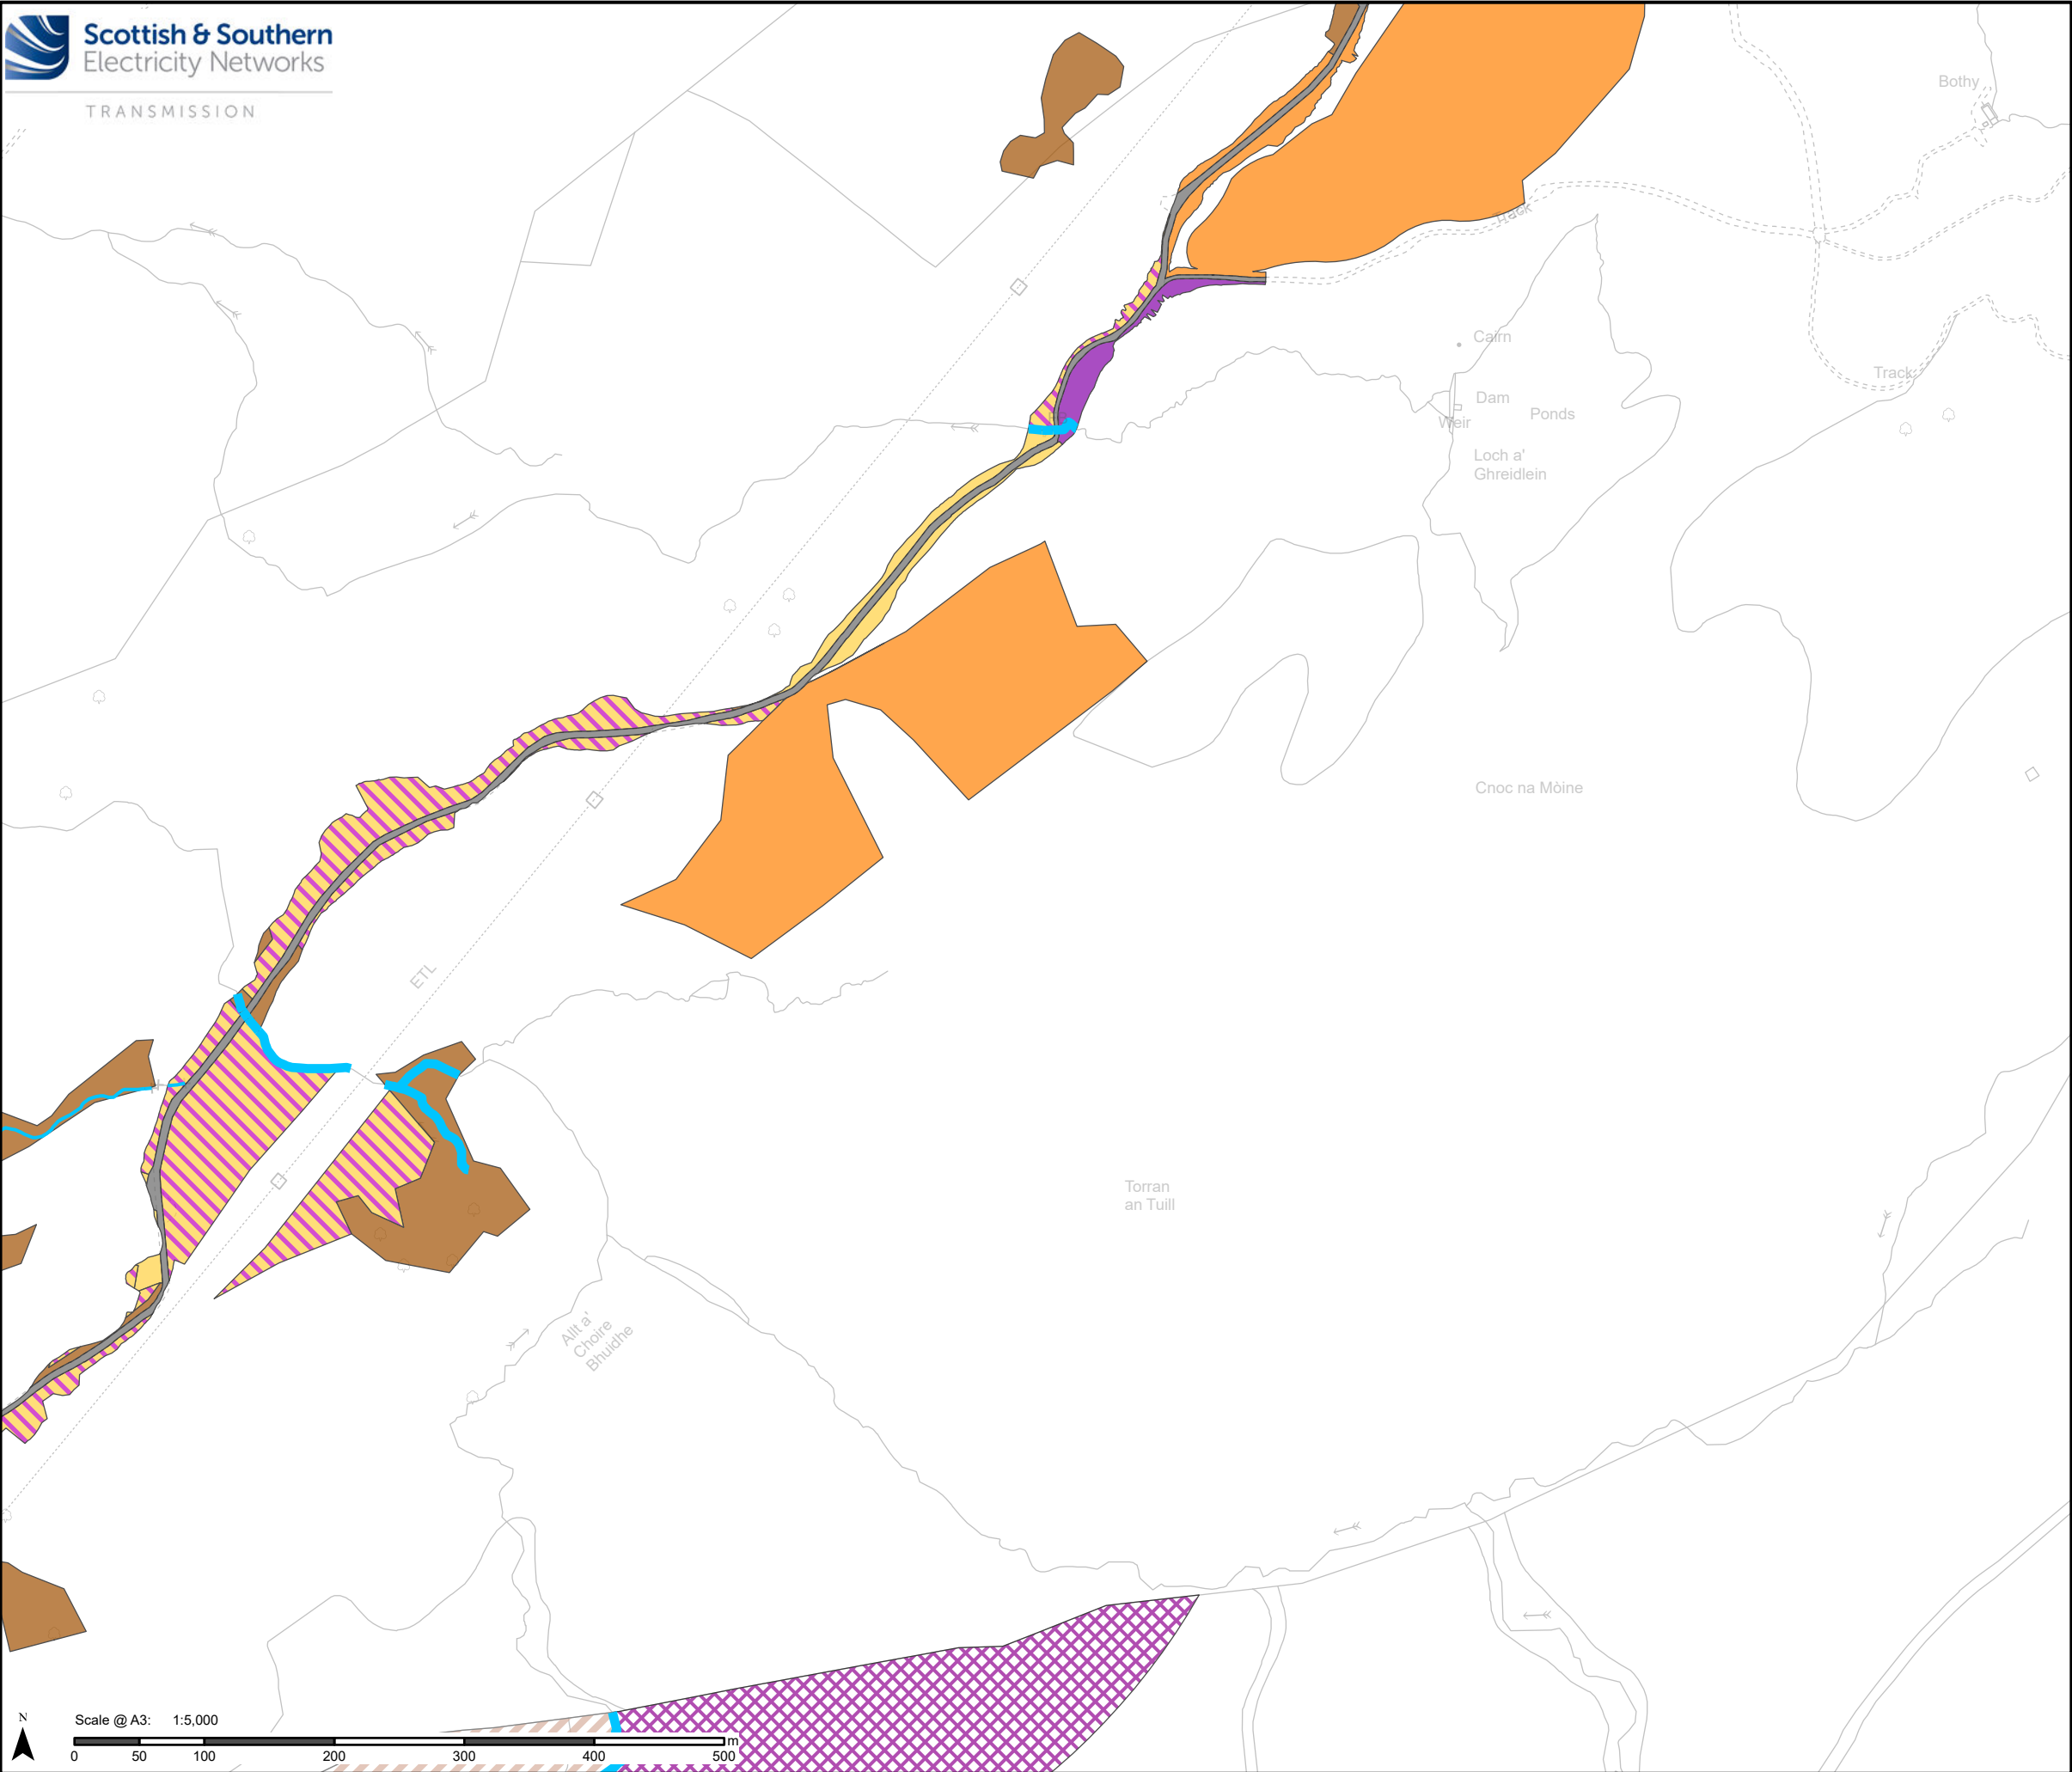 Scottish & Southern
Electricity Networks
TRANSMISSION
Bothy
Track
Cairn
Track
Dam
Ponds
Weir
Loch a'
Ghreidlein
Cnoc na Mòine
ETL
Torran
an Tuill
Allt a'
Choire
Bhuidhe
N
Scale @ A3: 1:5,000
m
0 50 100 200 300 400 500